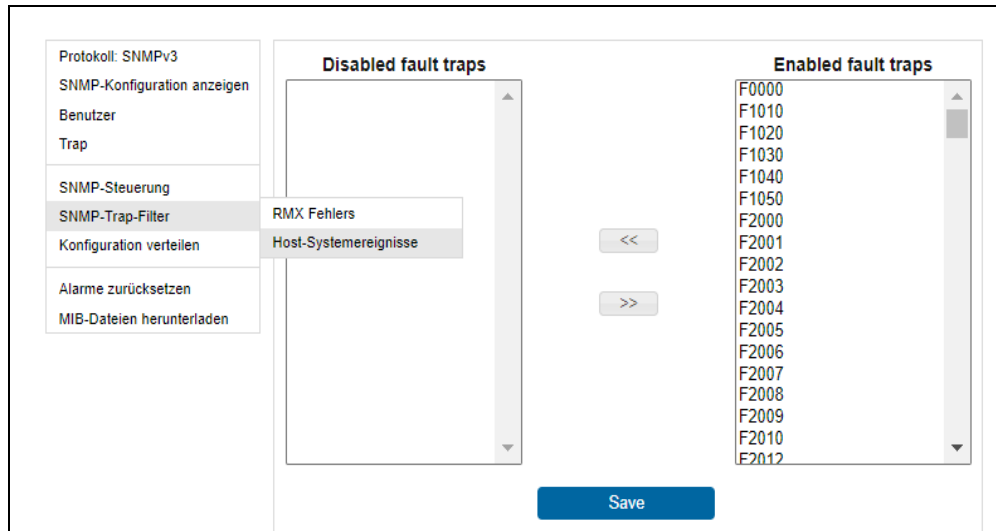 Protokoll: SNMPv3
SNMP-Konfiguration anzeigen
Benutzer
Trap
SNMP-Steuerung
SNMP-Trap-Filter
Konfiguration verteilen
Alarme zurücksetzen
MIB-Dateien herunterladen
RMX Fehlers
Host-Systemereignisse
Disabled fault traps
<<
>>
Enabled fault traps
F0000
F1010
F1020
F1030
F1040
F1050
F2000
F2001
F2002
F2003
F2004
F2005
F2006
F2007
F2008
F2009
F2010
F2012
Save